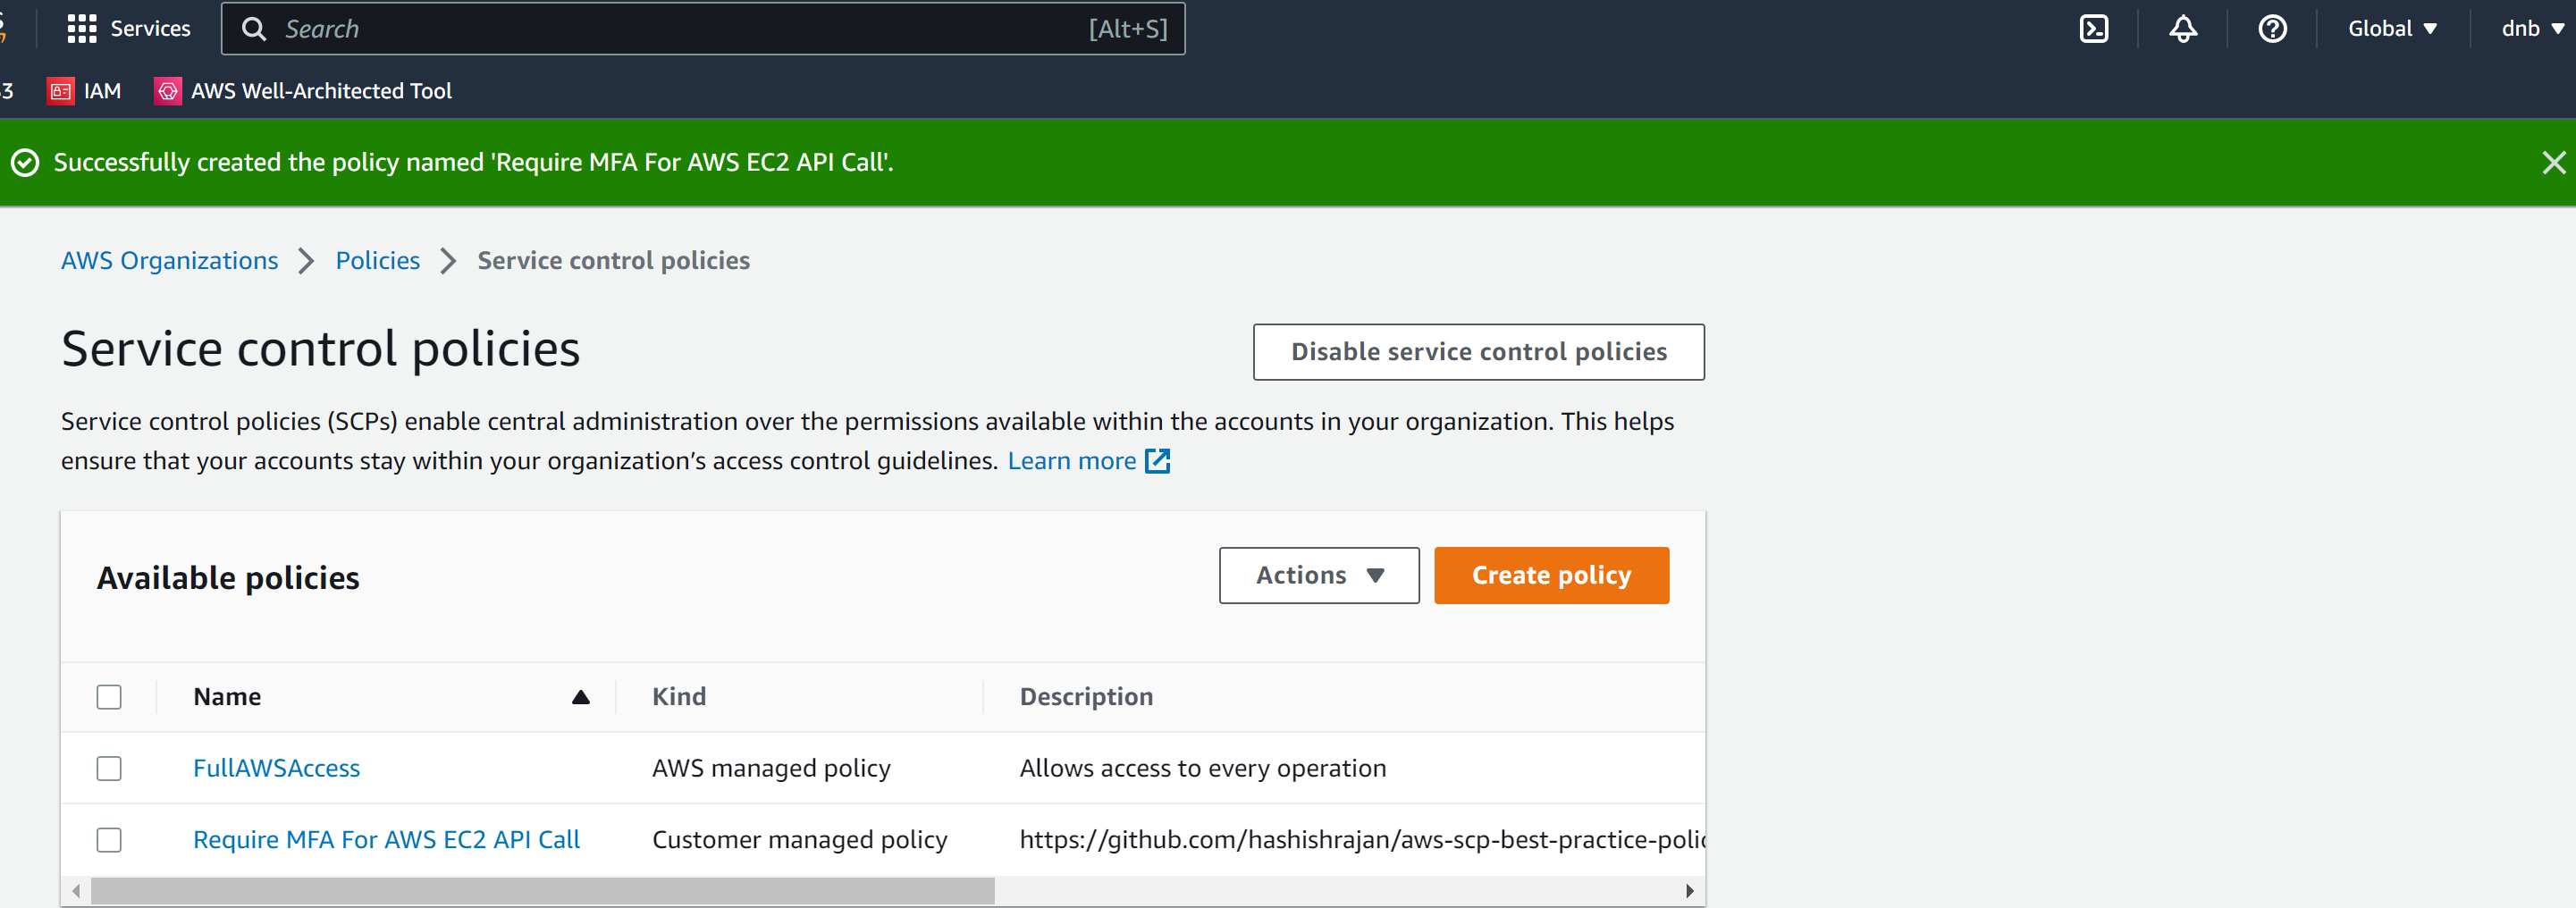 Services
Search [Alt+S]
Global
dnb
3 IAM AWS Well-Architected Tool
Successfully created the policy named 'Require MFA For AWS EC2 API Call'.
AWS Organizations Policies Service control policies
Service control policies
Disable service control policies
Service control policies (SCPs) enable central administration over the permissions available within the accounts in your organization. This helps
ensure that your accounts stay within your organization’s access control guidelines. Learn more
Available policies
Actions
Create policy
Name Kind Description
FullAWSAccess AWS managed policy Allows access to every operation
Require MFA For AWS EC2 API Call Customer managed policy https://github.com/hashishrajan/aws-scp-best-practice-polic